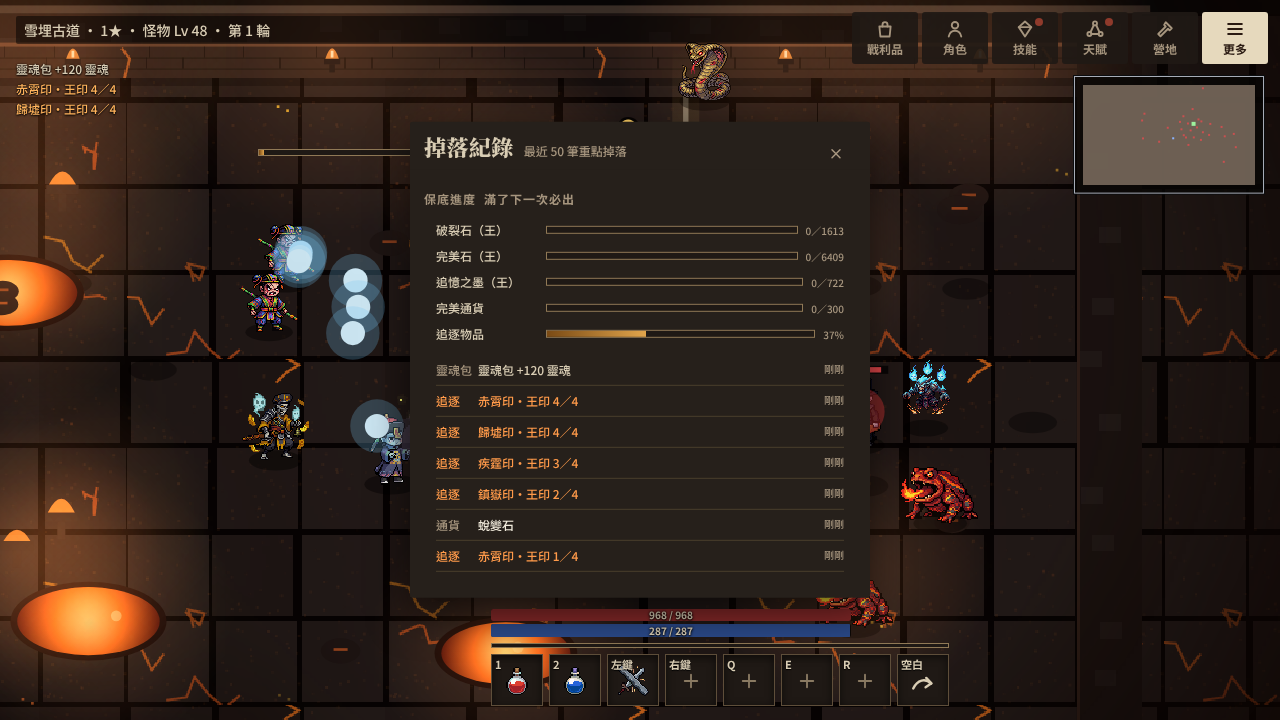 雪埋古道 · 1★ · 怪物 Lv 48 · 第 1 輪
戰利品
角色
技能
天賦
營地
更多
靈魂包 +120 靈魂
赤霄印·王印 4／4
歸墟印·王印 4／4
掉落紀錄 最近 50 筆重點掉落
保底進度 滿了下一次必出
破裂石（王） 0／1613
完美石（王） 0／6409
追憶之墨（王） 0／722
完美通貨 0／300
追逐物品 37%
靈魂包 靈魂包 +120 靈魂 剛剛
追逐 赤霄印·王印 4／4 剛剛
追逐 歸墟印·王印 4／4 剛剛
追逐 疾霆印·王印 3／4 剛剛
追逐 鎮嶽印·王印 2／4 剛剛
通貨 蛻變石 剛剛
追逐 赤霄印·王印 1／4 剛剛
968 / 968
287 / 287
1
2
左鍵
右鍵
Q
E
R
空白